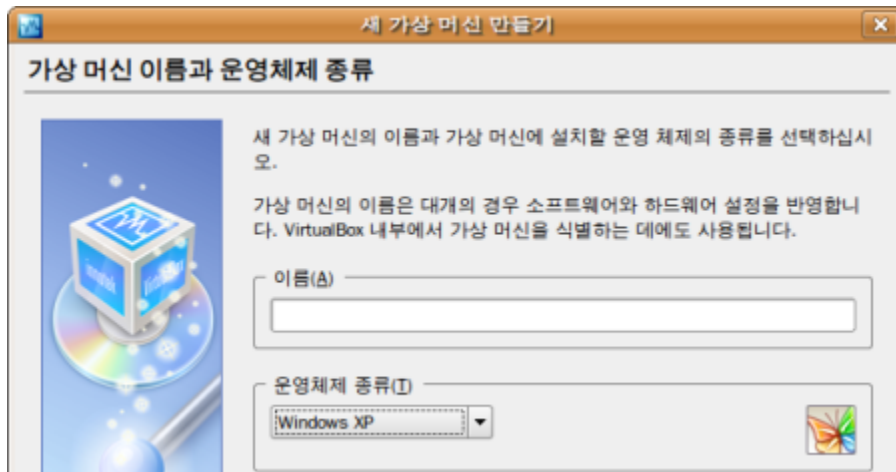 새 가상 머신 만들기
가상 머신 이름과 운영체제 종류
새 가상 머신의 이름과 가상 머신에 설치할 운영 체제의 종류를 선택하십시
오.
가상 머신의 이름은 대개의 경우 소프트웨어와 하드웨어 설정을 반영합니
다. VirtualBox 내부에서 가상 머신을 식별하는 데에도 사용됩니다.
이름(A)
운영체제 종류(T)
Windows XP
innotek
VirtualBox